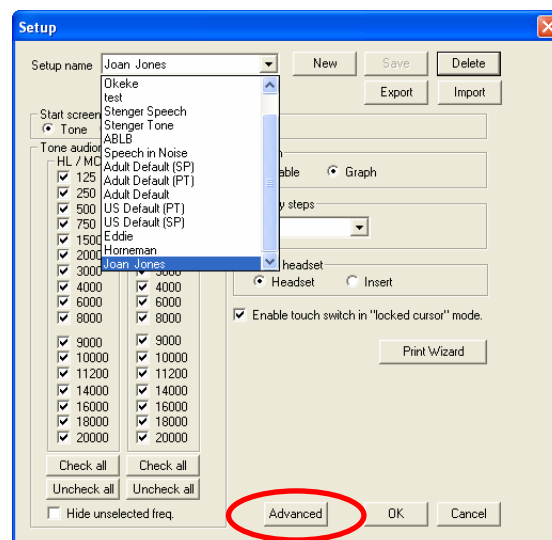 Setup
Setup name Joan Jones New Save Delete
Export Import
Okeke
test
Stenger Speech
Stenger Tone
ABLB
Speech in Noise
Adult Default (SP)
Adult Default (PT)
Adult Default
US Default (PT)
US Default (SP)
Eddie
Horneman
Joan Jones
Start screen
Tone
Tone audior
HL / MC
125
250
500
750
1500
2000
3000 3000
4000 4000
6000 6000
8000 8000
9000 9000
10000 10000
11200 11200
14000 14000
16000 16000
18000 18000
20000 20000
Check all Check all
Uncheck all Uncheck all
Hide unselected freq.
able Graph
y steps
headset
Headset Insert
Enable touch switch in "locked cursor" mode.
Print Wizard
Advanced OK Cancel